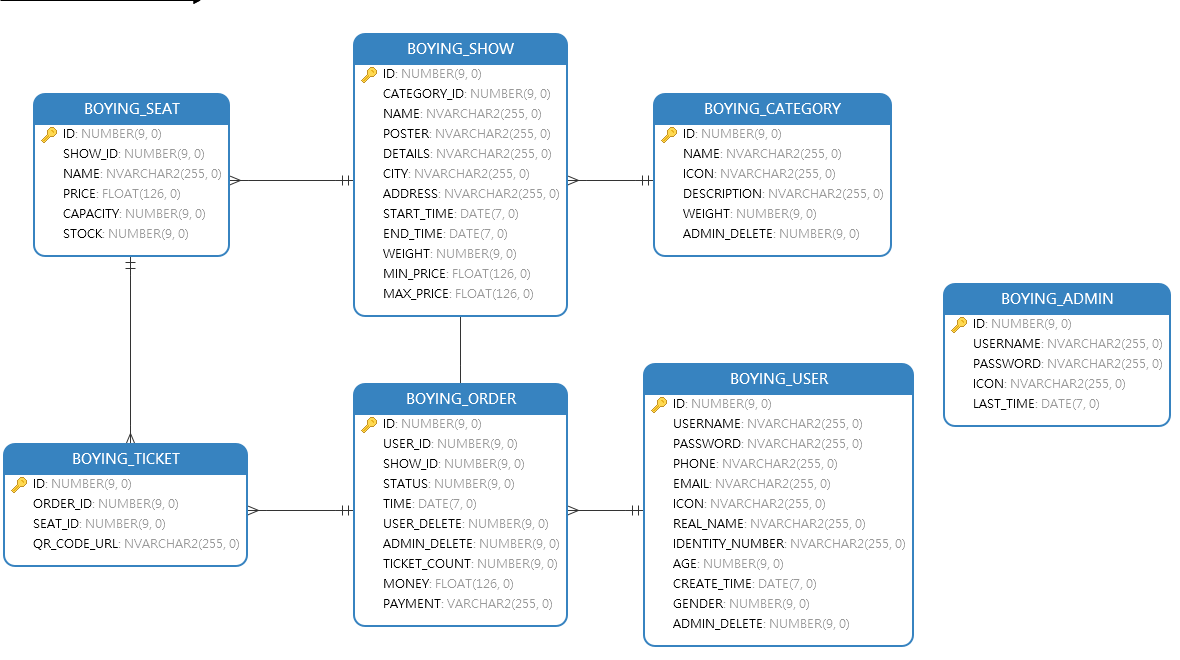 BOYING_SHOW
ID: NUMBER(9, 0)
CATEGORY_ID: NUMBER(9, 0)
NAME: NVARCHAR2(255, 0)
POSTER: NVARCHAR2(255, 0)
DETAILS: NVARCHAR2(255, 0)
CITY: NVARCHAR2(255, 0)
ADDRESS: NVARCHAR2(255, 0)
START_TIME: DATE(7, 0)
END_TIME: DATE(7, 0)
WEIGHT: NUMBER(9, 0)
MIN_PRICE: FLOAT(126, 0)
MAX_PRICE: FLOAT(126, 0)
BOYING_SEAT
ID: NUMBER(9, 0)
SHOW_ID: NUMBER(9, 0)
NAME: NVARCHAR2(255, 0)
PRICE: FLOAT(126, 0)
CAPACITY: NUMBER(9, 0)
STOCK: NUMBER(9, 0)
BOYING_CATEGORY
ID: NUMBER(9, 0)
NAME: NVARCHAR2(255, 0)
ICON: NVARCHAR2(255, 0)
DESCRIPTION: NVARCHAR2(255, 0)
WEIGHT: NUMBER(9, 0)
ADMIN_DELETE: NUMBER(9, 0)
BOYING_ADMIN
ID: NUMBER(9, 0)
USERNAME: NVARCHAR2(255, 0)
PASSWORD: NVARCHAR2(255, 0)
ICON: NVARCHAR2(255, 0)
LAST_TIME: DATE(7, 0)
BOYING_TICKET
ID: NUMBER(9, 0)
ORDER_ID: NUMBER(9, 0)
SEAT_ID: NUMBER(9, 0)
QR_CODE_URL: NVARCHAR2(255, 0)
BOYING_ORDER
ID: NUMBER(9, 0)
USER_ID: NUMBER(9, 0)
SHOW_ID: NUMBER(9, 0)
STATUS: NUMBER(9, 0)
TIME: DATE(7, 0)
USER_DELETE: NUMBER(9, 0)
ADMIN_DELETE: NUMBER(9, 0)
TICKET_COUNT: NUMBER(9, 0)
MONEY: FLOAT(126, 0)
PAYMENT: VARCHAR2(255, 0)
BOYING_USER
ID: NUMBER(9, 0)
USERNAME: NVARCHAR2(255, 0)
PASSWORD: NVARCHAR2(255, 0)
PHONE: NVARCHAR2(255, 0)
EMAIL: NVARCHAR2(255, 0)
ICON: NVARCHAR2(255, 0)
REAL_NAME: NVARCHAR2(255, 0)
IDENTITY_NUMBER: NVARCHAR2(255, 0)
AGE: NUMBER(9, 0)
CREATE_TIME: DATE(7, 0)
GENDER: NUMBER(9, 0)
ADMIN_DELETE: NUMBER(9, 0)